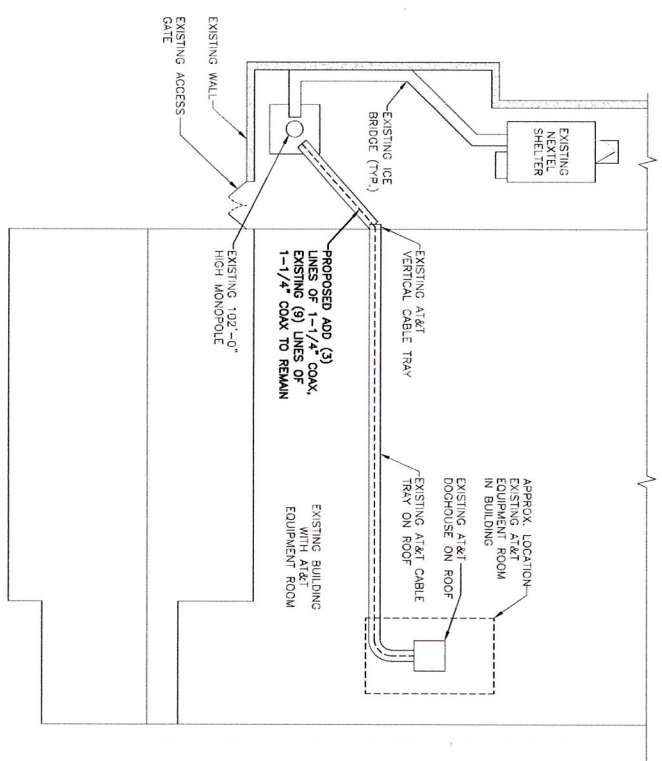 EXISTING ACCESS
GATE
EXISTING WALL
EXISTING ICE
BRIDGE (TYP.)
EXISTING
NEXTEL
SHELTER
EXISTING 102'-0"
HIGH MONOPOLE
PROPOSED ADD (3)
LINES OF 1-1/4" COAX,
EXISTING (9) LINES OF
1-1/4" COAX TO REMAIN
EXISTING AT&T
VERTICAL CABLE TRAY
EXISTING BUILDING
WITH AT&T
EQUIPMENT ROOM
EXISTING AT&T CABLE
TRAY ON ROOF
EXISTING AT&T
DOGHOUSE ON ROOF
APPROX. LOCATION
EXISTING AT&T
EQUIPMENT ROOM
IN BUILDING